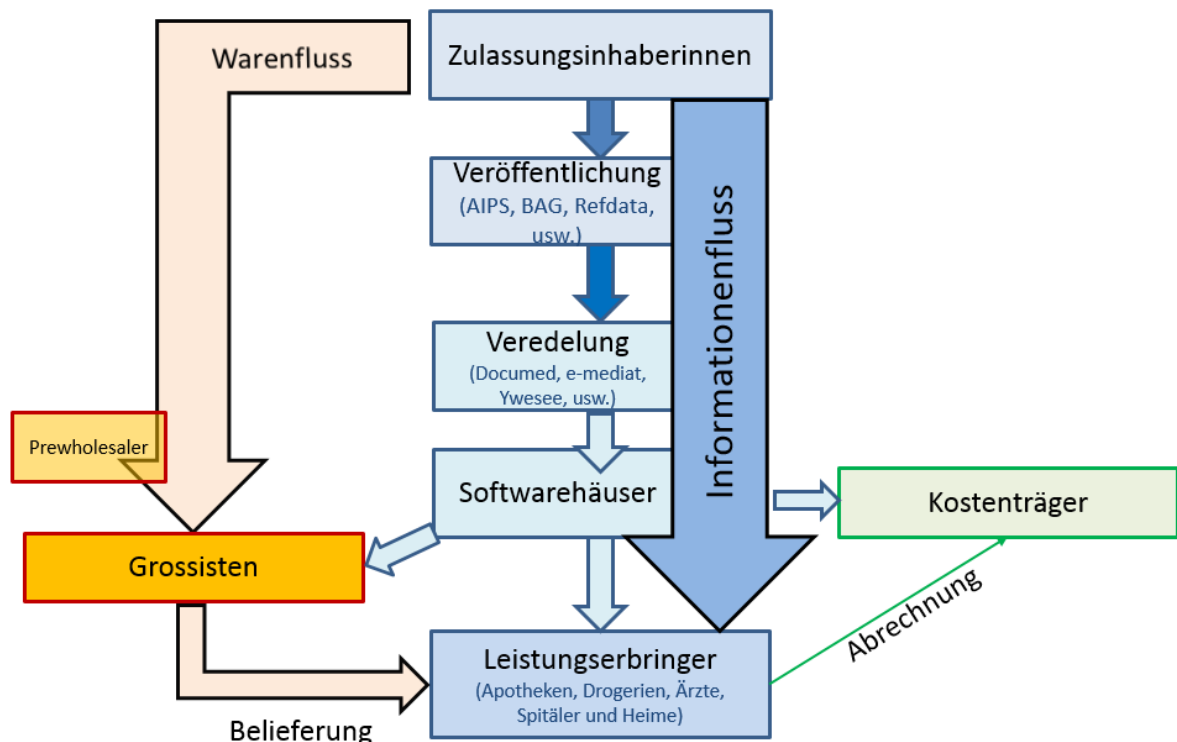 Warenfluss
Zulassungsinhaberinnen
Veröffentlichung
(AIPS, BAG, Refdata,
usw.)
Informationenfluss
Veredelung
(Documed, e-mediat,
Ywesee, usw.)
Prewholesaler
Softwarehäuser
Kostenträger
Grossisten
Abrechnung
Leistungserbringer
(Apotheken, Drogerien, Ärzte,
Spitäler und Heime)
Belieferung